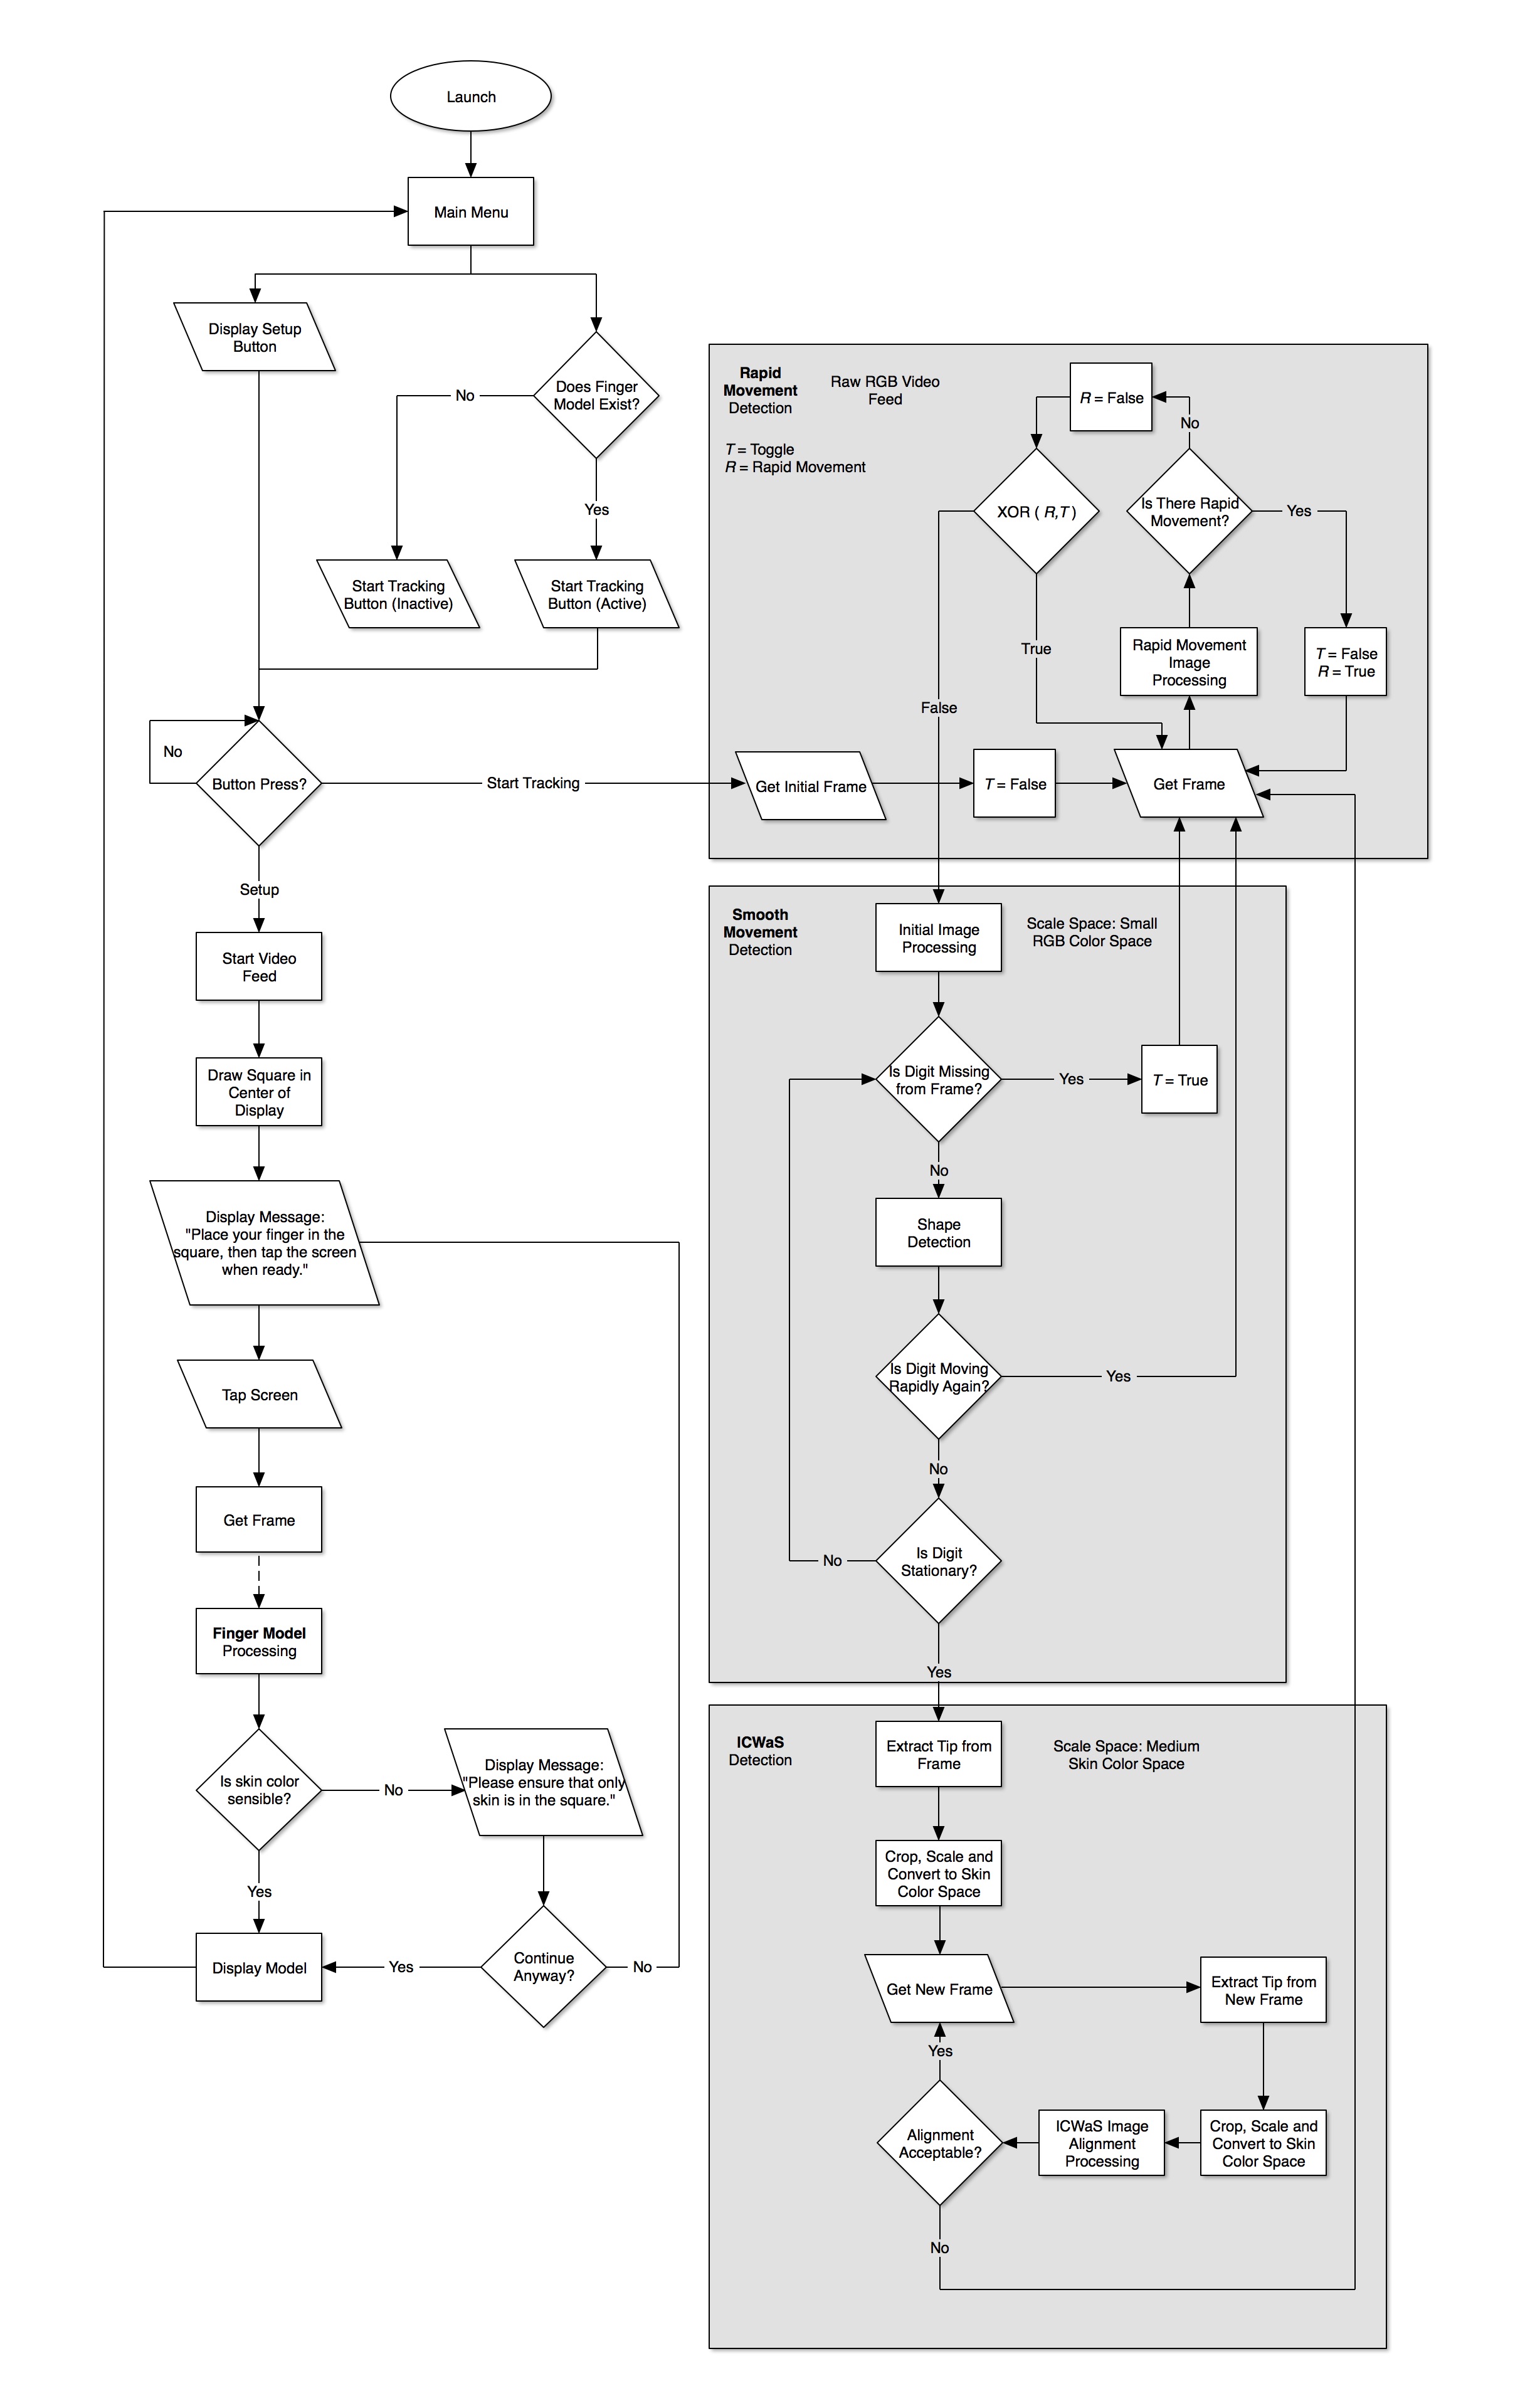 Launch
Main Menu
Display Setup
Button
Does Finger
Model Exist?
No
Yes
Start Tracking
Button (Inactive)
Start Tracking
Button (Active)
No
Button Press?
Start Tracking
Setup
Start Video
Feed
Draw Square in
Center of
Display
Display Message:
"Place your finger in the
square, then tap the screen
when ready."
Tap Screen
Get Frame
Finger Model
Processing
Is skin color
sensible?
No
Display Message:
"Please ensure that only
skin is in the square."
Yes
Continue
Anyway?
Yes
No
Display Model
Rapid
Movement
Detection
Raw RGB Video
Feed
T = Toggle
R = Rapid Movement
R = False
No
XOR ( R,T )
Is There Rapid
Movement?
Yes
True
False
Rapid Movement
Image
Processing
T = False
R = True
Get Initial Frame
T = False
Get Frame
Smooth
Movement
Detection
Initial Image
Processing
Scale Space: Small
RGB Color Space
Is Digit Missing
from Frame?
Yes
T = True
No
Shape
Detection
Is Digit Moving
Rapidly Again?
Yes
No
Is Digit
Stationary?
No
Yes
ICWaS
Detection
Extract Tip from
Frame
Scale Space: Medium
Skin Color Space
Crop, Scale and
Convert to Skin
Color Space
Get New Frame
Extract Tip from
New Frame
Yes
Alignment
Acceptable?
ICWaS Image
Alignment
Processing
Crop, Scale and
Convert to Skin
Color Space
No